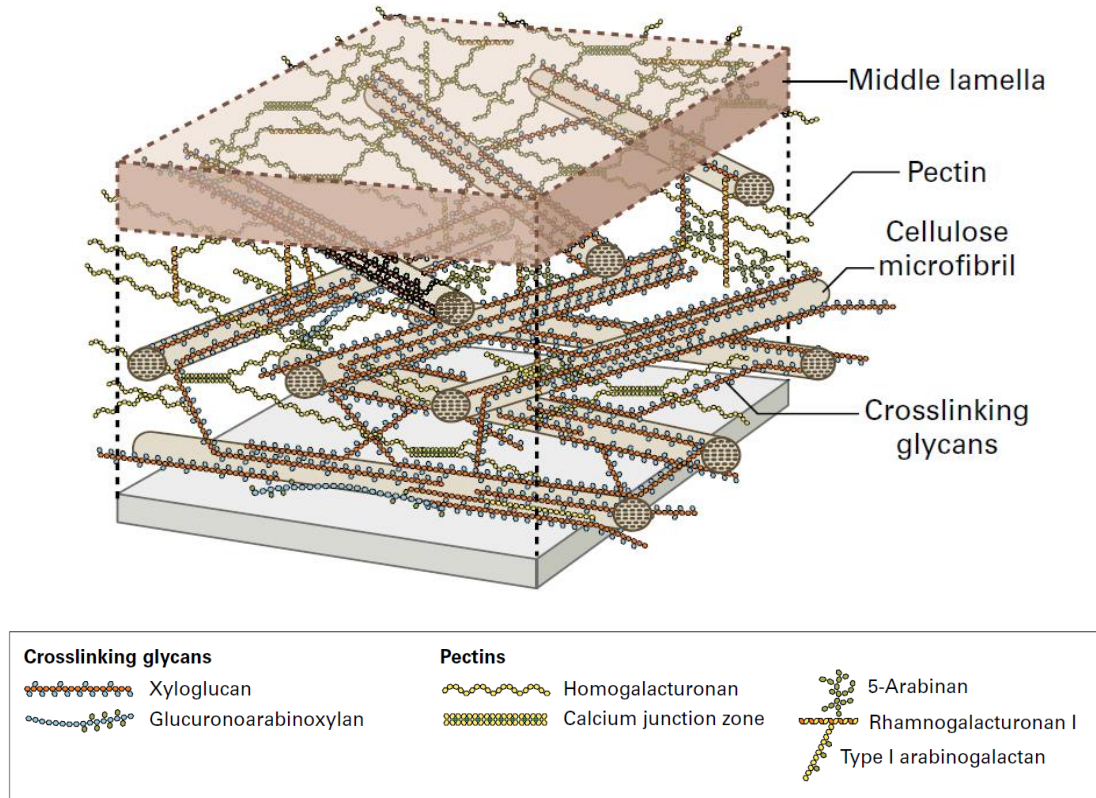 Middle lamella
Pectin
Cellulose
microfibril
Crosslinking
glycans
Crosslinking glycans
Xyloglucan
Glucuronoarabinoxylan
Pectins
Homogalacturonan
Calcium junction zone
5-Arabinan
Rhamnogalacturonan I
Type I arabinogalactan